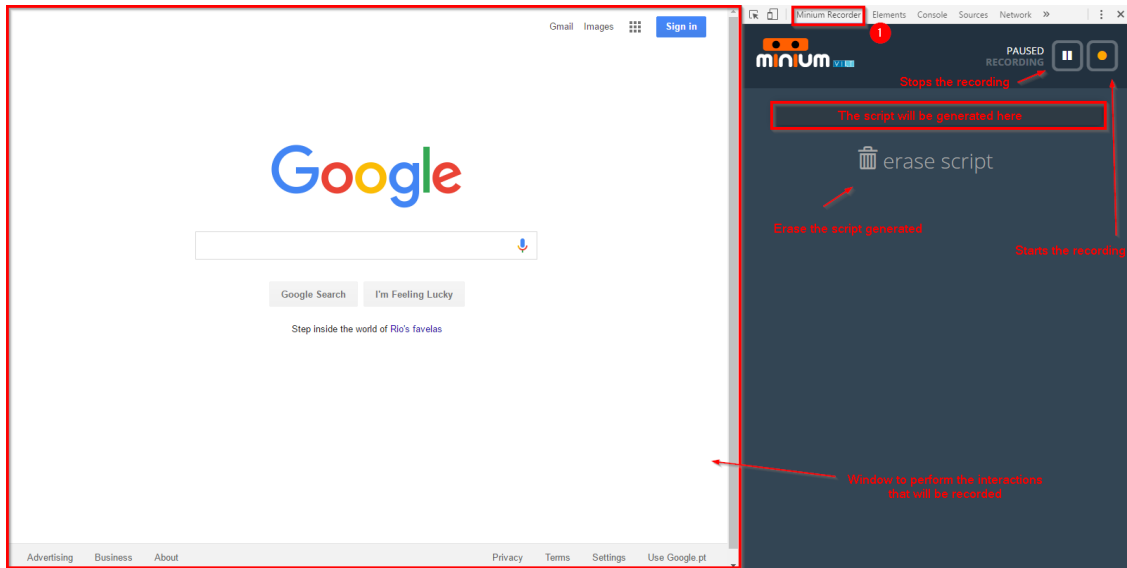 Gmail Images Sign in
Google
Google Search I'm Feeling Lucky
Step inside the world of Rio's favelas
Advertising Business About Privacy Terms Settings Use Google.pt
Minium Recorder Elements Console Sources Network »
1
minium
PAUSED
RECORDING
Stops the recording
The script will be generated here
erase script
Erase the script generated
Starts the recording
Window to perform the interactions
that will be recorded